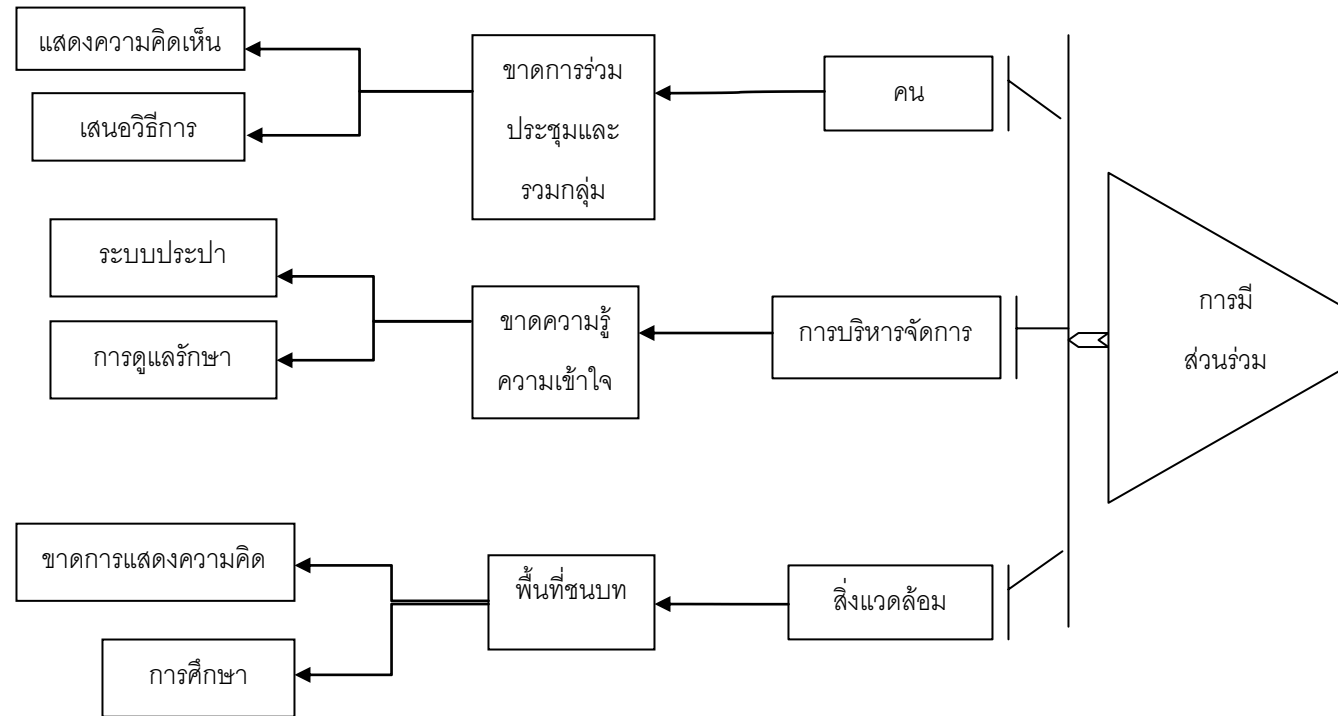 แสดงความคิดเห็น
เสนอวิธีการ
ขาดการร่วม
ประชุมและ
รวมกลุ่ม
คน
ระบบประปา
การดูแลรักษา
ขาดความรู้
ความเข้าใจ
การบริหารจัดการ
การมี
ส่วนร่วม
ขาดการแสดงความคิด
การศึกษา
พื้นที่ชนบท
สิ่งแวดล้อม